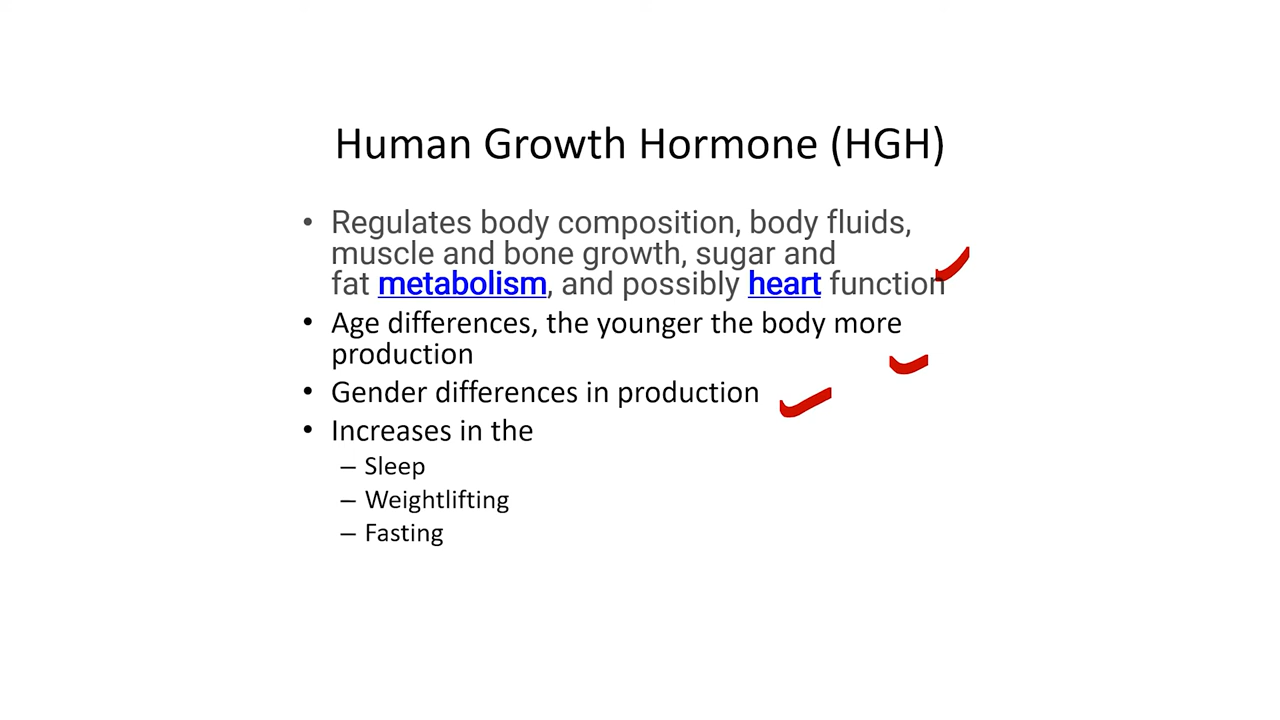 Human Growth Hormone (HGH)
• Regulates body composition, body fluids,
muscle and bone growth, sugar and
fat metabolism, and possibly heart function
• Age differences, the younger the body more
production
• Gender differences in production
• Increases in the
– Sleep
– Weightlifting
– Fasting